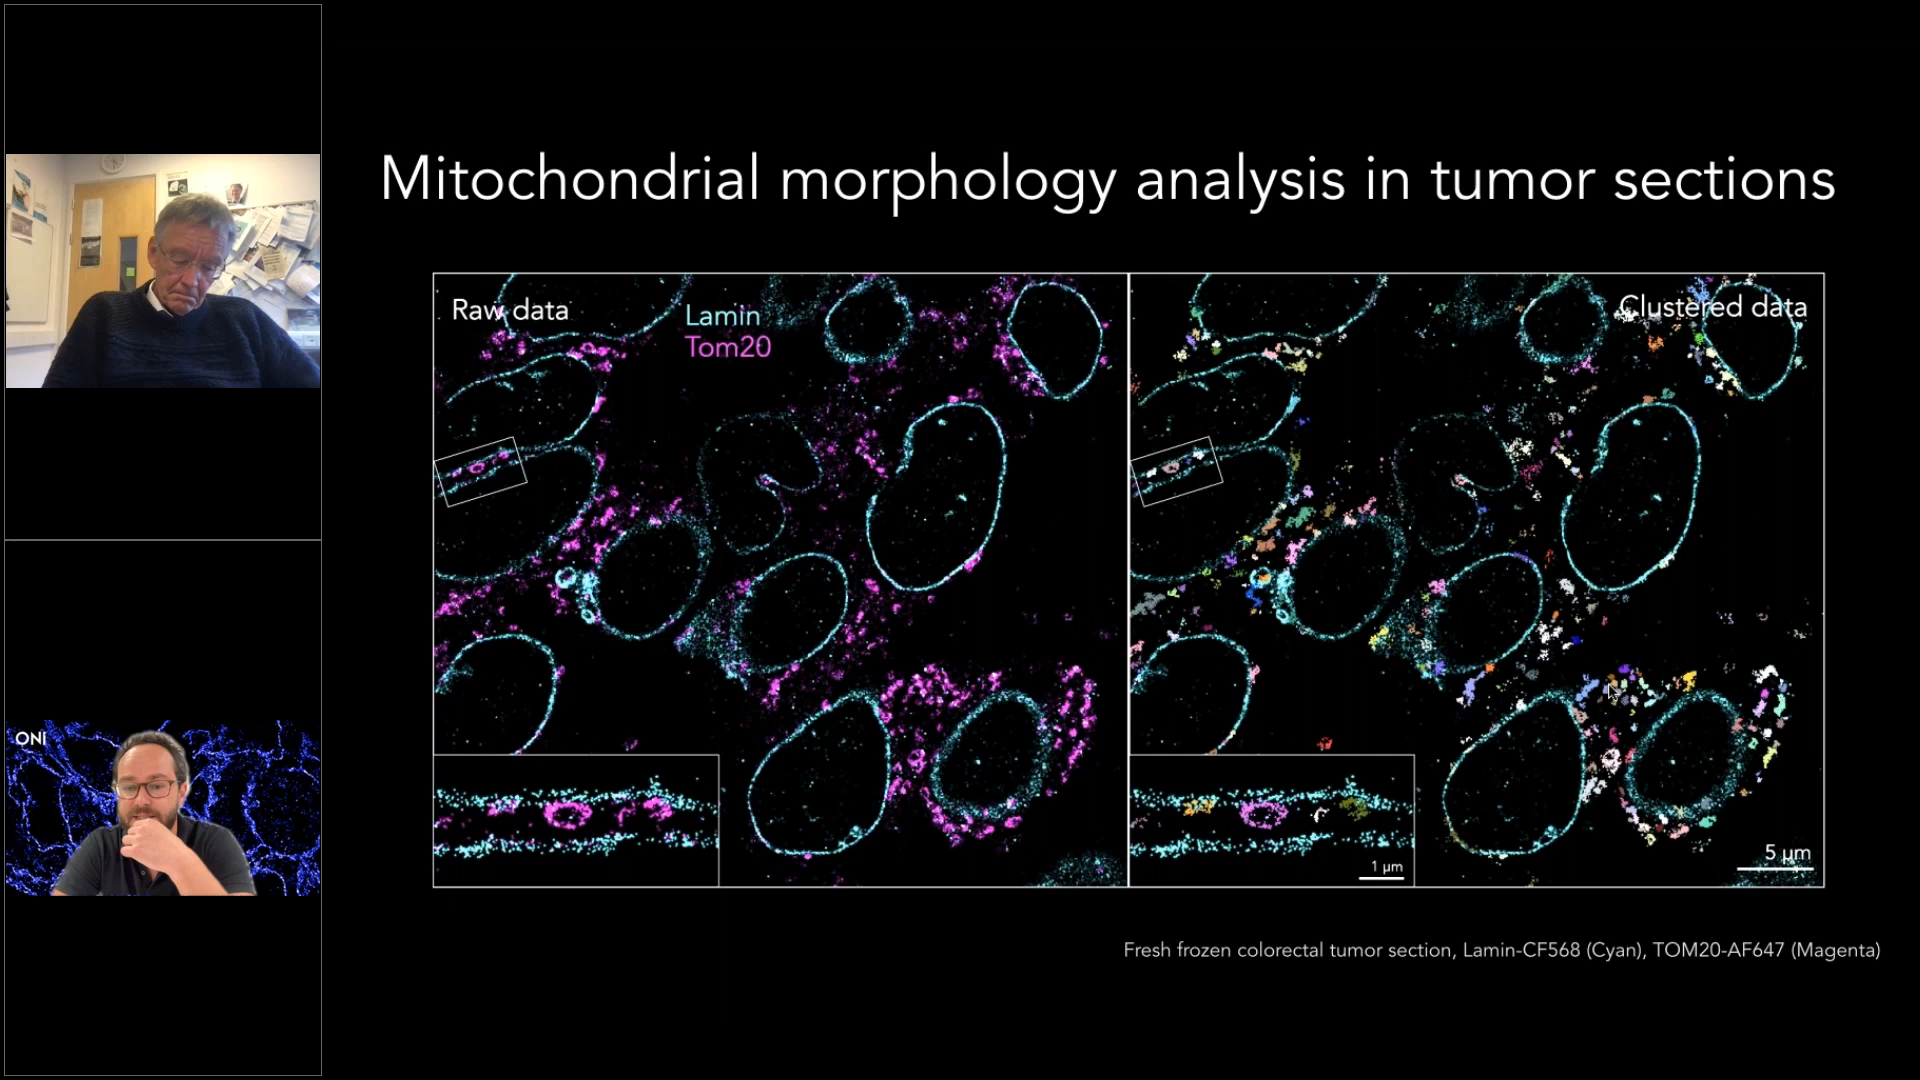 Mitochondrial morphology analysis in tumor sections
Raw data
Lamin
Tom20
Clustered data
1 µm
5 µm
Fresh frozen colorectal tumor section, Lamin-CF568 (Cyan), TOM20-AF647 (Magenta)
ONI